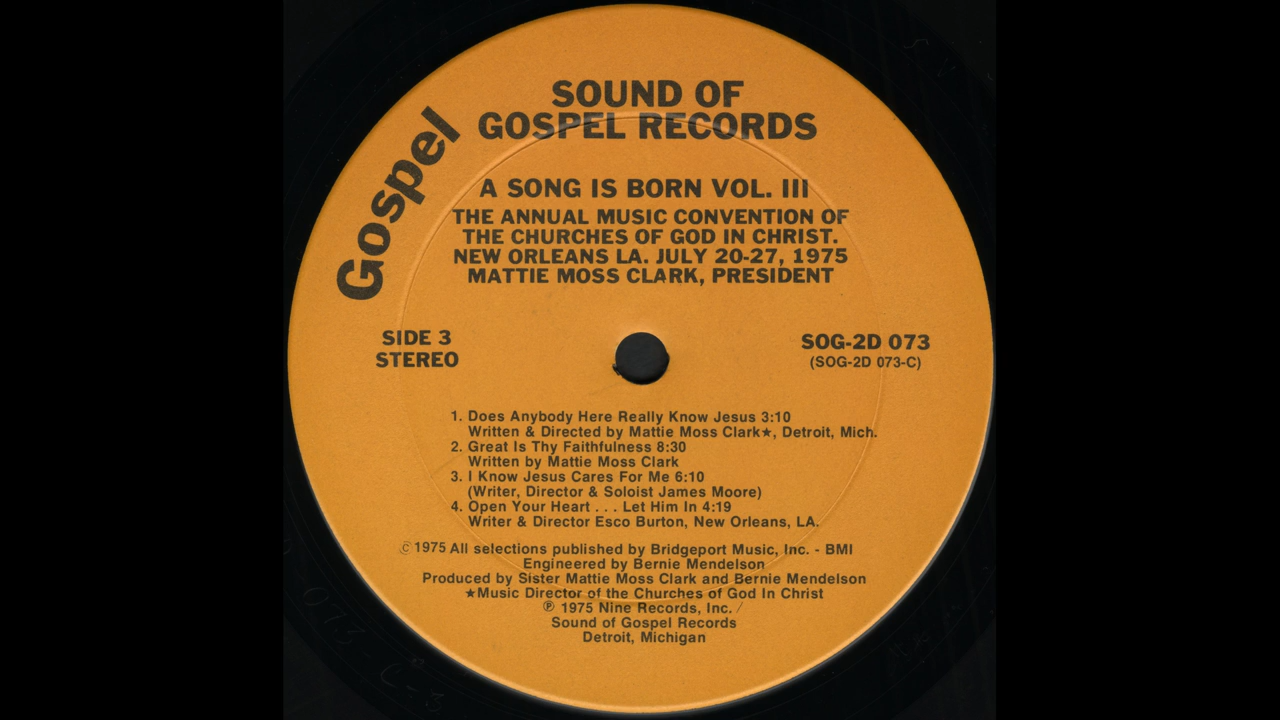 SOUND OF
GOSPEL RECORDS
Gospel
A SONG IS BORN VOL. III
THE ANNUAL MUSIC CONVENTION OF
THE CHURCHES OF GOD IN CHRIST.
NEW ORLEANS LA. JULY 20-27, 1975
MATTIE MOSS CLARK, PRESIDENT
SIDE 3
STEREO
SOG-2D 073
(SOG-2D 073-C)
1. Does Anybody Here Really Know Jesus 3:10
Written & Directed by Mattie Moss Clark★, Detroit, Mich.
2. Great Is Thy Faithfulness 8:30
Written by Mattie Moss Clark
3. I Know Jesus Cares For Me 6:10
(Writer, Director & Soloist James Moore)
4. Open Your Heart . . . Let Him In 4:19
Writer & Director Esco Burton, New Orleans, LA.
©1975 All selections published by Bridgeport Music, Inc. - BMI
Engineered by Bernie Mendelson
Produced by Sister Mattie Moss Clark and Bernie Mendelson
★Music Director of the Churches of God In Christ
℗ 1975 Nine Records, Inc. /
Sound of Gospel Records
Detroit, Michigan
073-C-3